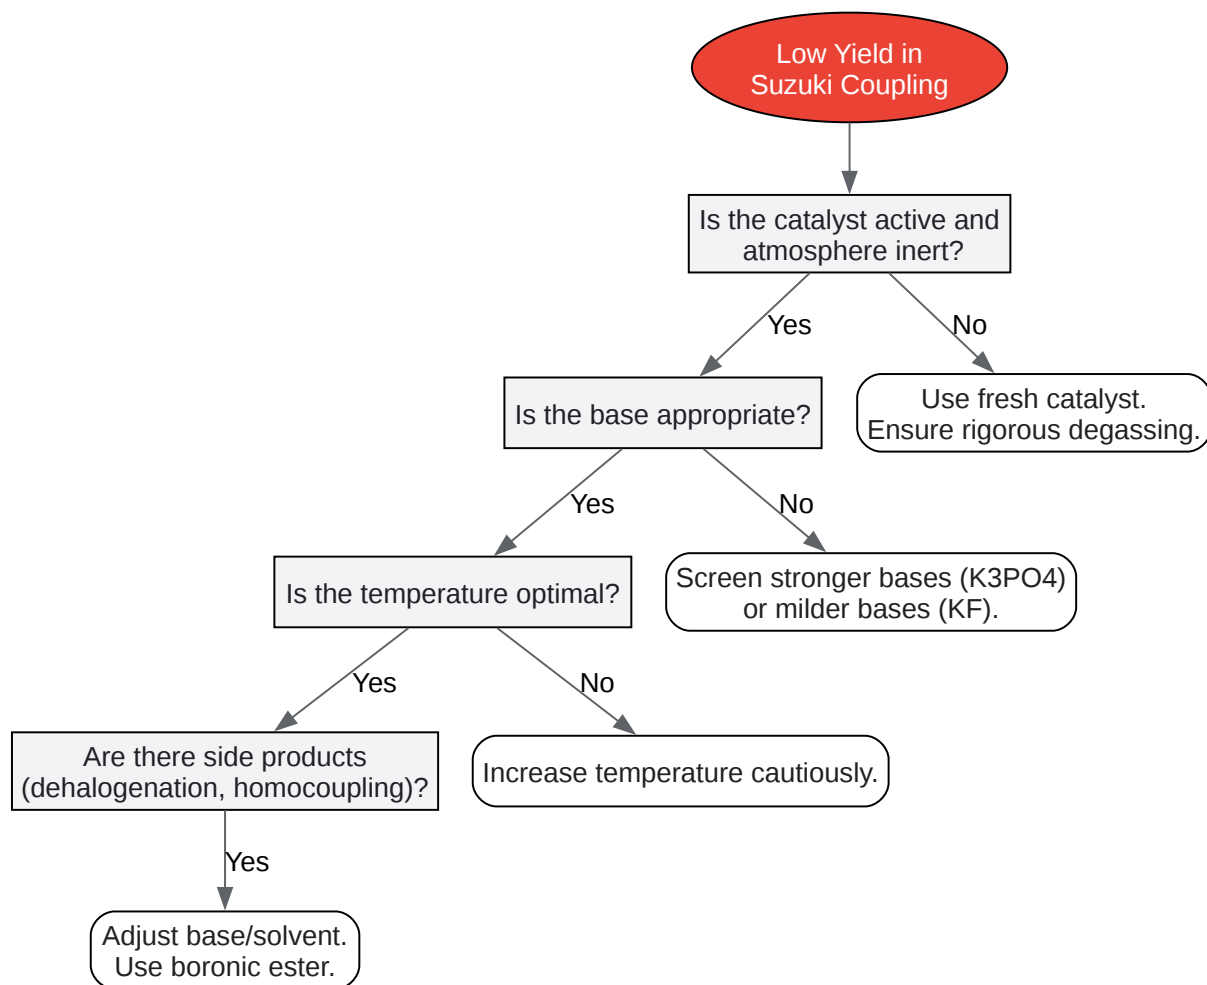 Low Yield in
Suzuki Coupling
Is the catalyst active and
atmosphere inert?
Yes
No
Is the base appropriate?
Use fresh catalyst.
Ensure rigorous degassing.
Yes
No
Is the temperature optimal?
Screen stronger bases (K3PO4)
or milder bases (KF).
Yes
No
Are there side products
(dehalogenation, homocoupling)?
Increase temperature cautiously.
Yes
Adjust base/solvent.
Use boronic ester.